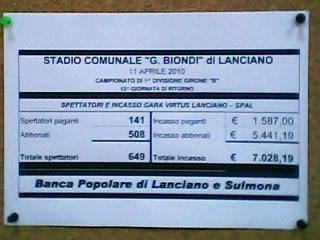 STADIO COMUNALE "G. BIONDI" di LANCIANO
11 APRILE 2010
CAMPIONATO DI 1^ DIVISIONE GIRONE "B"
13^ GIORNATA DI RITORNO
SPETTATORI E INCASSO GARA VIRTUS LANCIANO – SPAL
Spettatori paganti 141 Incasso paganti € 1.587,00
Abbonati 508 Incasso abbonati € 5.441,19
Totale spettatori 649 Totale incasso € 7.028,19
Banca Popolare di Lanciano e Sulmona